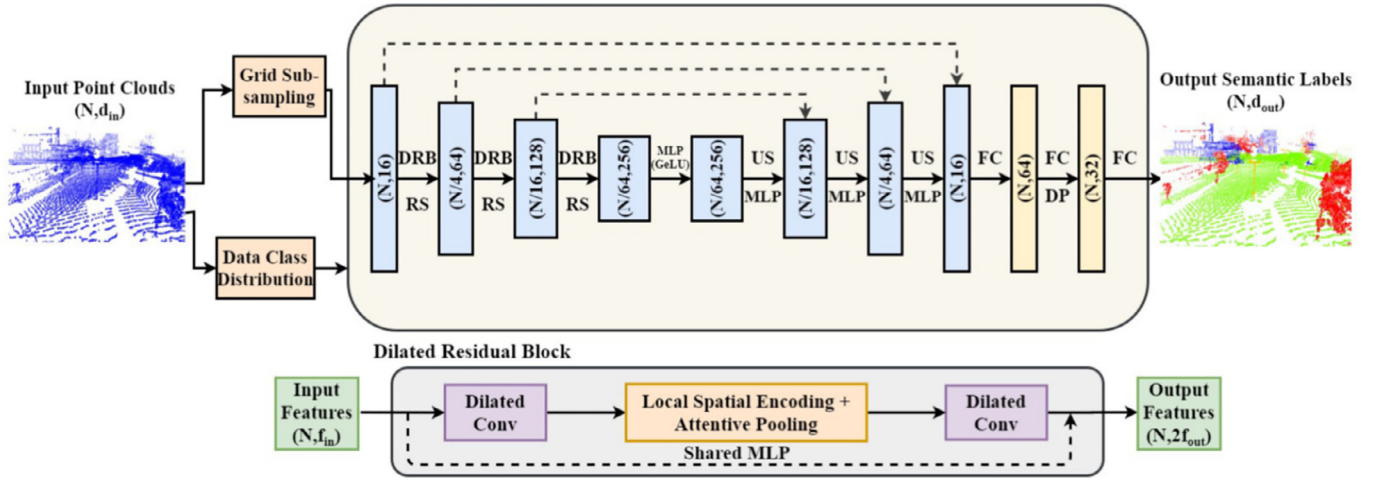 Input Point Clouds
(N,d_in)
Grid Sub-
sampling
Data Class
Distribution
(N,16)
DRB
RS
(N/4,64)
DRB
RS
(N/16,128)
DRB
RS
(N/64,256)
MLP
(GeLU)
(N/64,256)
US
MLP
(N/16,128)
US
MLP
(N/4,64)
US
MLP
(N,16)
FC
(N,64)
FC
DP
(N,32)
FC
Output Semantic Labels
(N,d_out)
Dilated Residual Block
Input
Features
(N,f_in)
Dilated
Conv
Local Spatial Encoding +
Attentive Pooling
Dilated
Conv
Shared MLP
Output
Features
(N,2f_out)